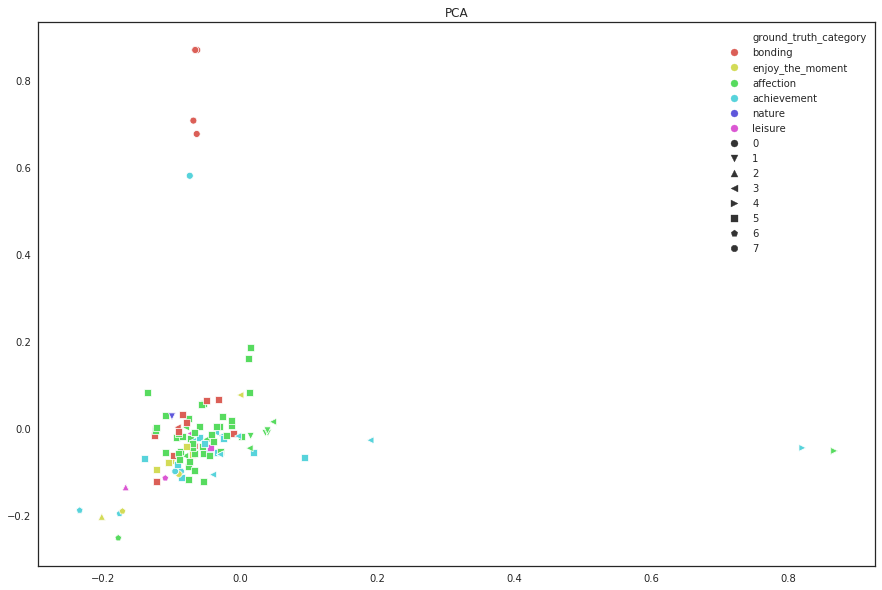 PCA
ground_truth_category
bonding
enjoy_the_moment
affection
achievement
nature
leisure
0
1
2
3
4
5
6
7
0.8
0.6
0.4
0.2
0.0
−0.2
−0.2 0.0 0.2 0.4 0.6 0.8